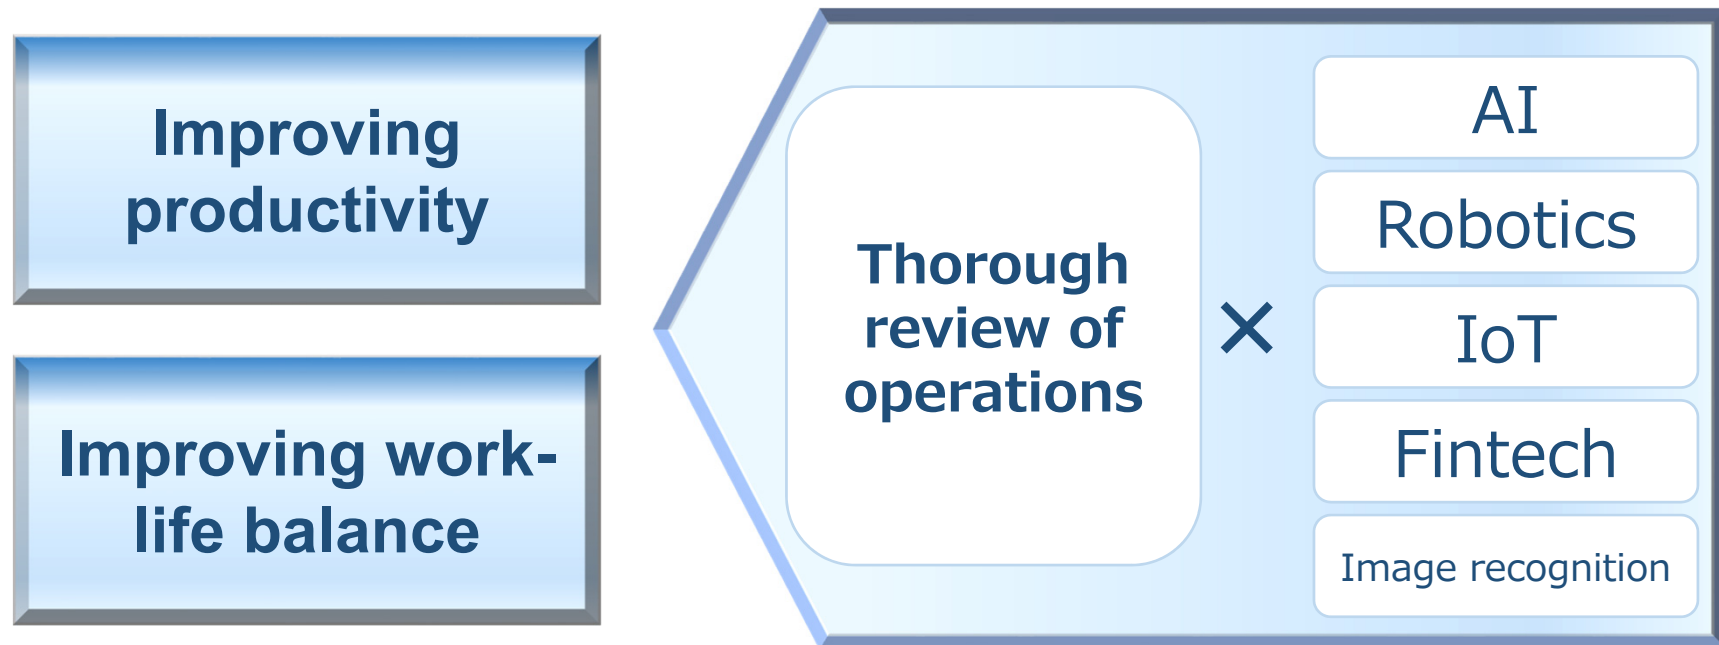 Improving
productivity
Improving work-
life balance
Thorough
review of
operations
×
AI
Robotics
IoT
Fintech
Image recognition